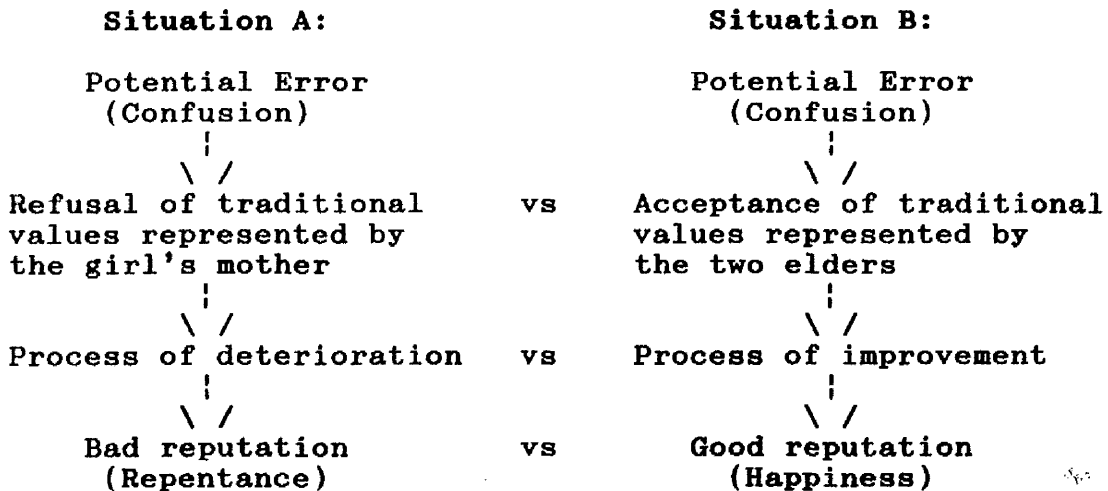 Situation A: Situation B:
Potential Error Potential Error
(Confusion) (Confusion)
Refusal of traditional vs Acceptance of traditional
values represented by values represented by
the girl's mother the two elders
Process of deterioration vs Process of improvement
Bad reputation vs Good reputation
(Repentance) (Happiness)